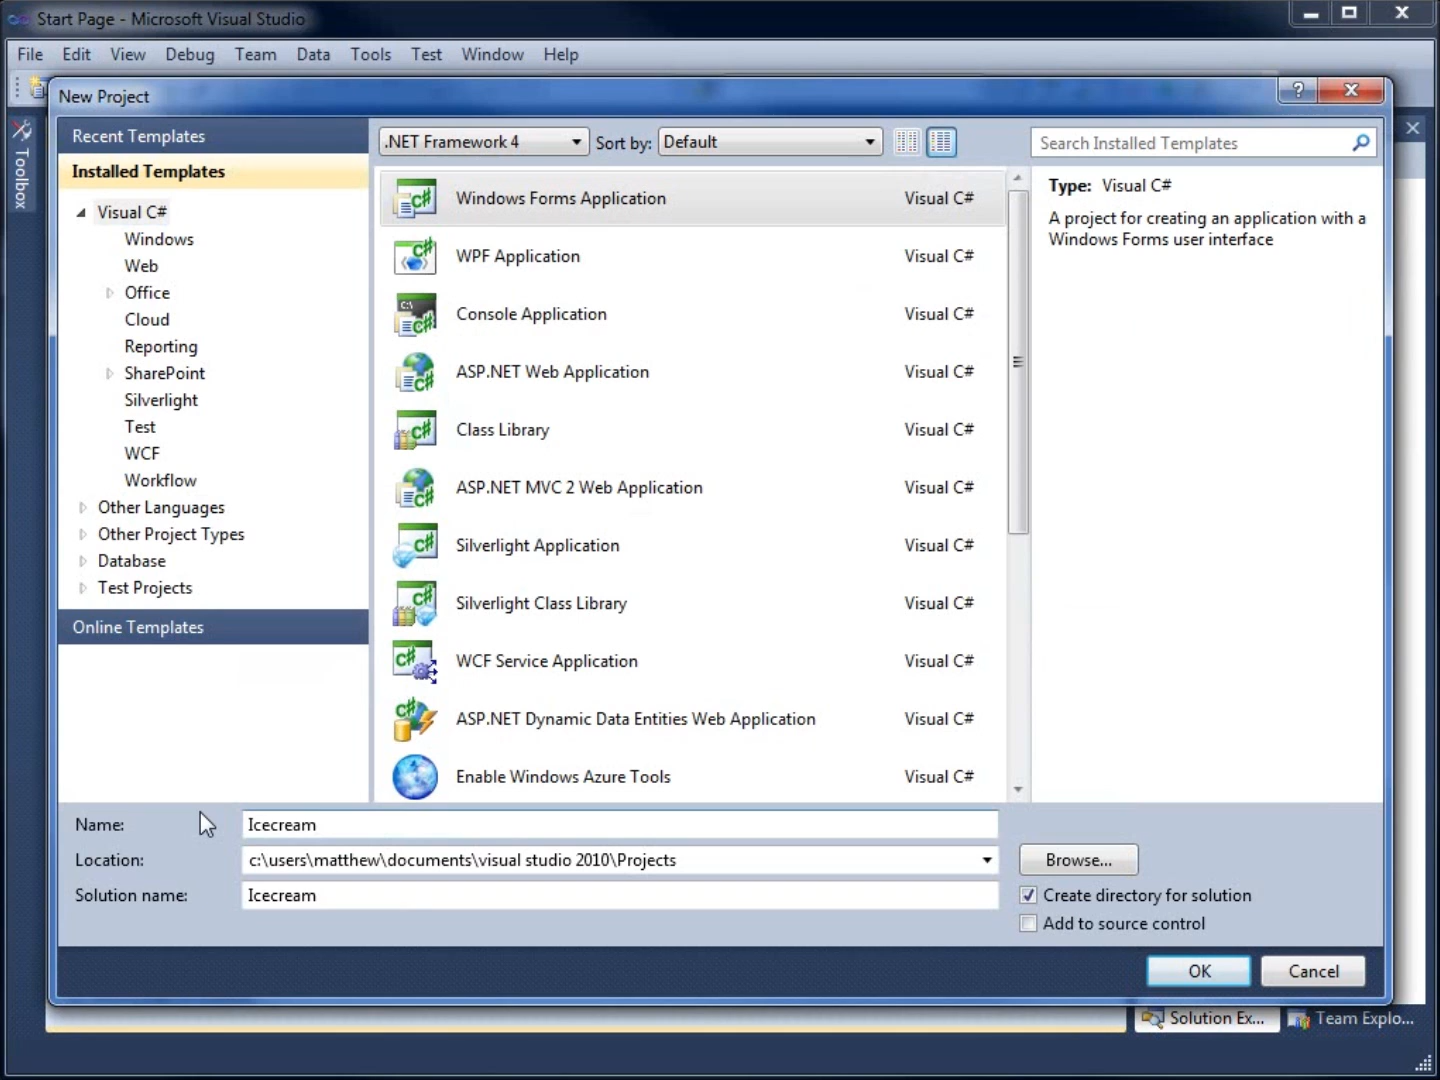 Start Page - Microsoft Visual Studio
File Edit View Debug Team Data Tools Test Window Help
New Project
Toolbox
Recent Templates
Installed Templates
Visual C#
Windows
Web
Office
Cloud
Reporting
SharePoint
Silverlight
Test
WCF
Workflow
Other Languages
Other Project Types
Database
Test Projects
Online Templates
.NET Framework 4 Sort by: Default
Windows Forms Application Visual C#
WPF Application Visual C#
Console Application Visual C#
ASP.NET Web Application Visual C#
Class Library Visual C#
ASP.NET MVC 2 Web Application Visual C#
Silverlight Application Visual C#
Silverlight Class Library Visual C#
WCF Service Application Visual C#
ASP.NET Dynamic Data Entities Web Application Visual C#
Enable Windows Azure Tools Visual C#
Search Installed Templates
Type: Visual C#
A project for creating an application with a
Windows Forms user interface
Name: Icecream
Location: c:\users\matthew\documents\visual studio 2010\Projects Browse...
Solution name: Icecream Create directory for solution
Add to source control
OK Cancel
Solution Ex... Team Explo...